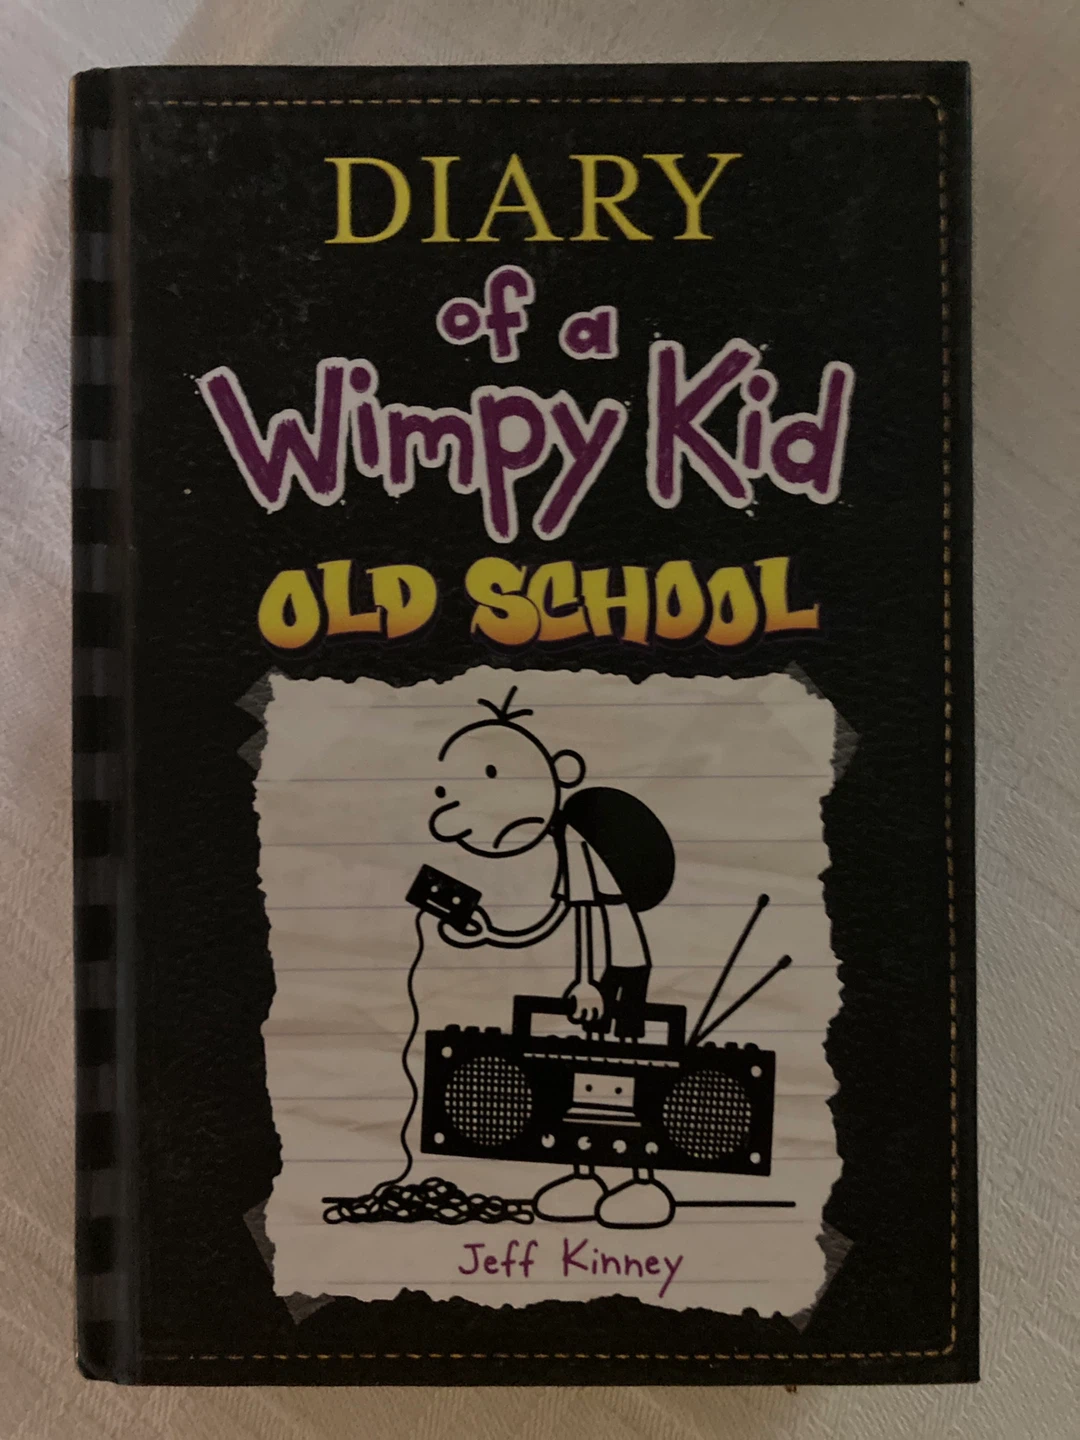 DIARY
of a
Wimpy Kid
OLD SCHOOL
Jeff Kinney